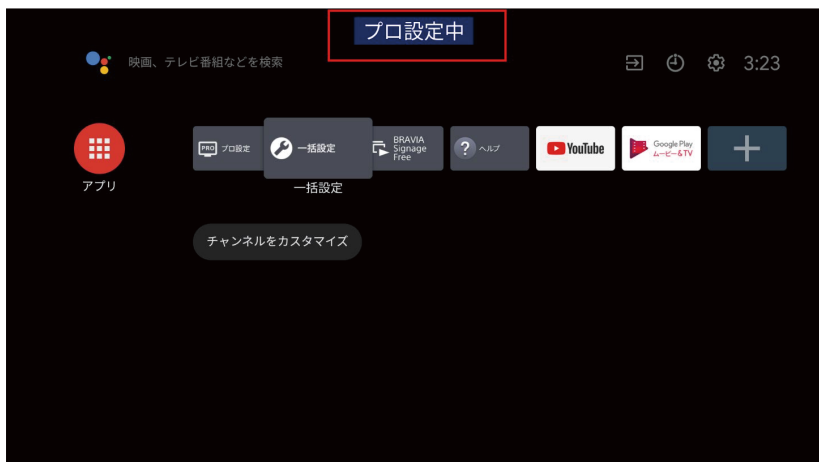 プロ設定中
映画、テレビ番組などを検索
3:23
PRO プロ設定
一括設定
BRAVIA
Signage
Free
ヘルプ
YouTube
Google Play
ムービー&TV
アプリ
一括設定
チャンネルをカスタマイズ